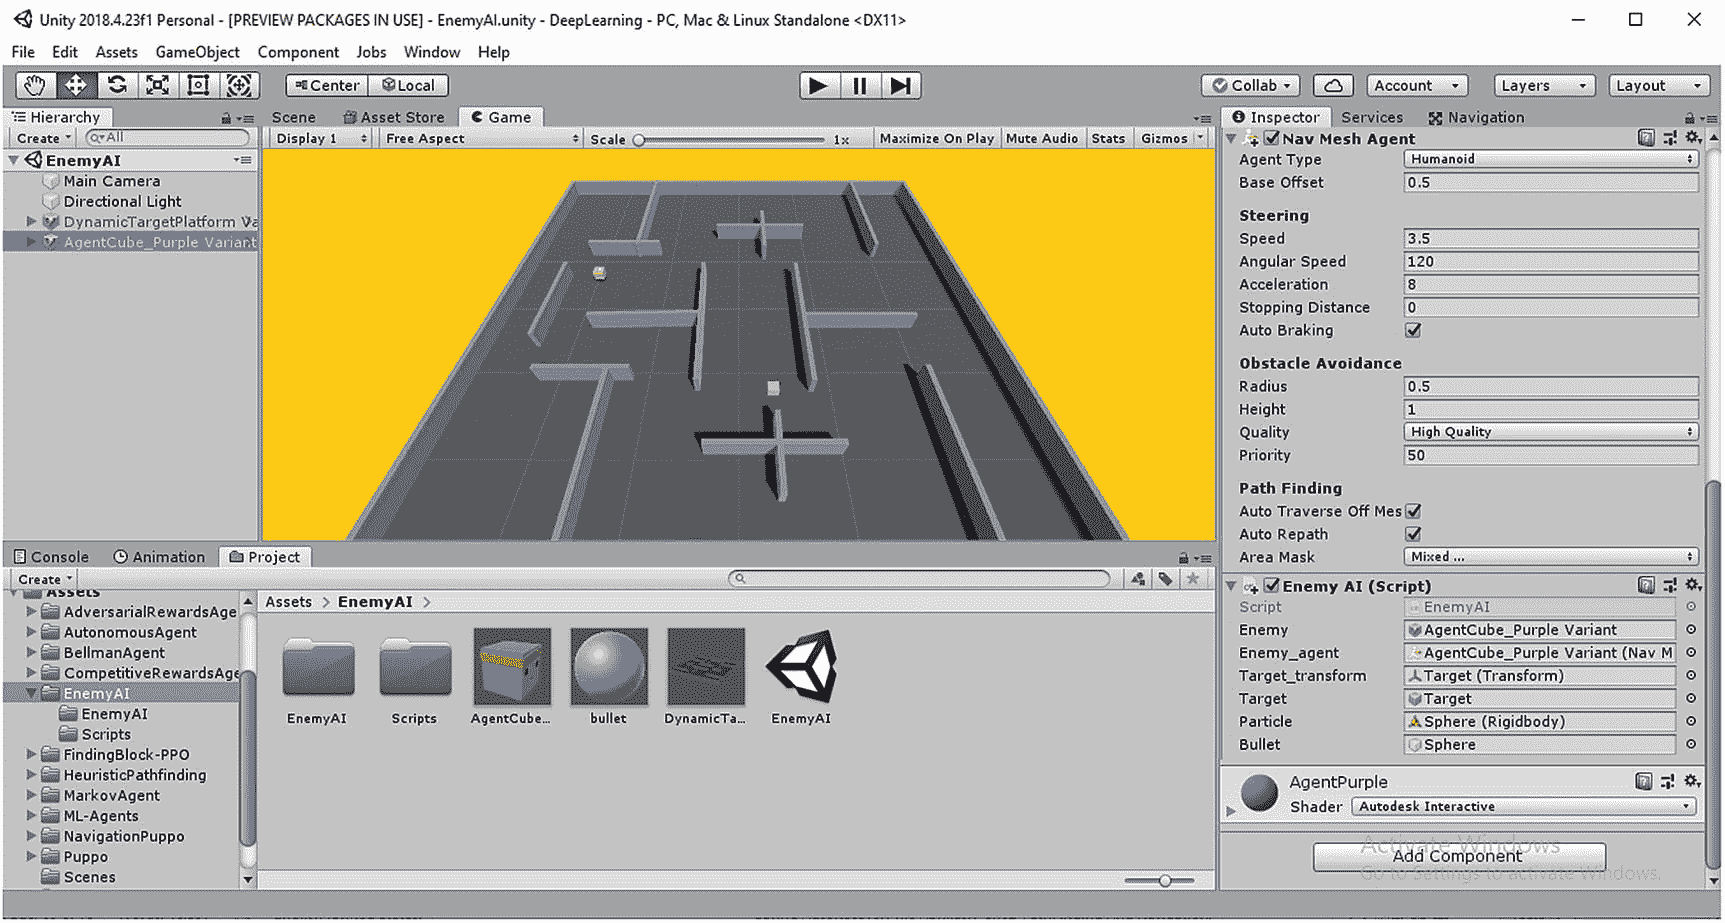 Unity 2018.4.23f1 Personal - [PREVIEW PACKAGES IN USE] - EnemyAI.unity - DeepLearning - PC, Mac & Linux Standalone <DX11>
File Edit Assets GameObject Component Jobs Window Help
Center Local Collab Account Layers Layout
Hierarchy
Create All
EnemyAI
Main Camera
Directional Light
DynamicTargetPlatform Va
AgentCube_Purple Variant
Scene Asset Store Game
Display 1 Free Aspect Scale 1x Maximize On Play Mute Audio Stats Gizmos
Console Animation Project
Create
Assets
AdversarialRewardsAge
AutonomousAgent
BellmanAgent
CompetitiveRewardsAge
EnemyAI
EnemyAI
Scripts
FindingBlock-PPO
HeuristicPathfinding
MarkovAgent
ML-Agents
NavigationPuppo
Puppo
Scenes
Assets > EnemyAI >
EnemyAI Scripts AgentCube... bullet DynamicTa... EnemyAI
Inspector Services Navigation
Nav Mesh Agent
Agent Type Humanoid
Base Offset 0.5
Steering
Speed 3.5
Angular Speed 120
Acceleration 8
Stopping Distance 0
Auto Braking
Obstacle Avoidance
Radius 0.5
Height 1
Quality High Quality
Priority 50
Path Finding
Auto Traverse Off Mes
Auto Repath
Area Mask Mixed ...
Enemy AI (Script)
Script EnemyAI
Enemy AgentCube_Purple Variant
Enemy_agent AgentCube_Purple Variant (Nav M
Target_transform Target (Transform)
Target Target
Particle Sphere (Rigidbody)
Bullet Sphere
AgentPurple
Shader Autodesk Interactive
Activate Windows
Add Component
Go to Settings to activate Windows.